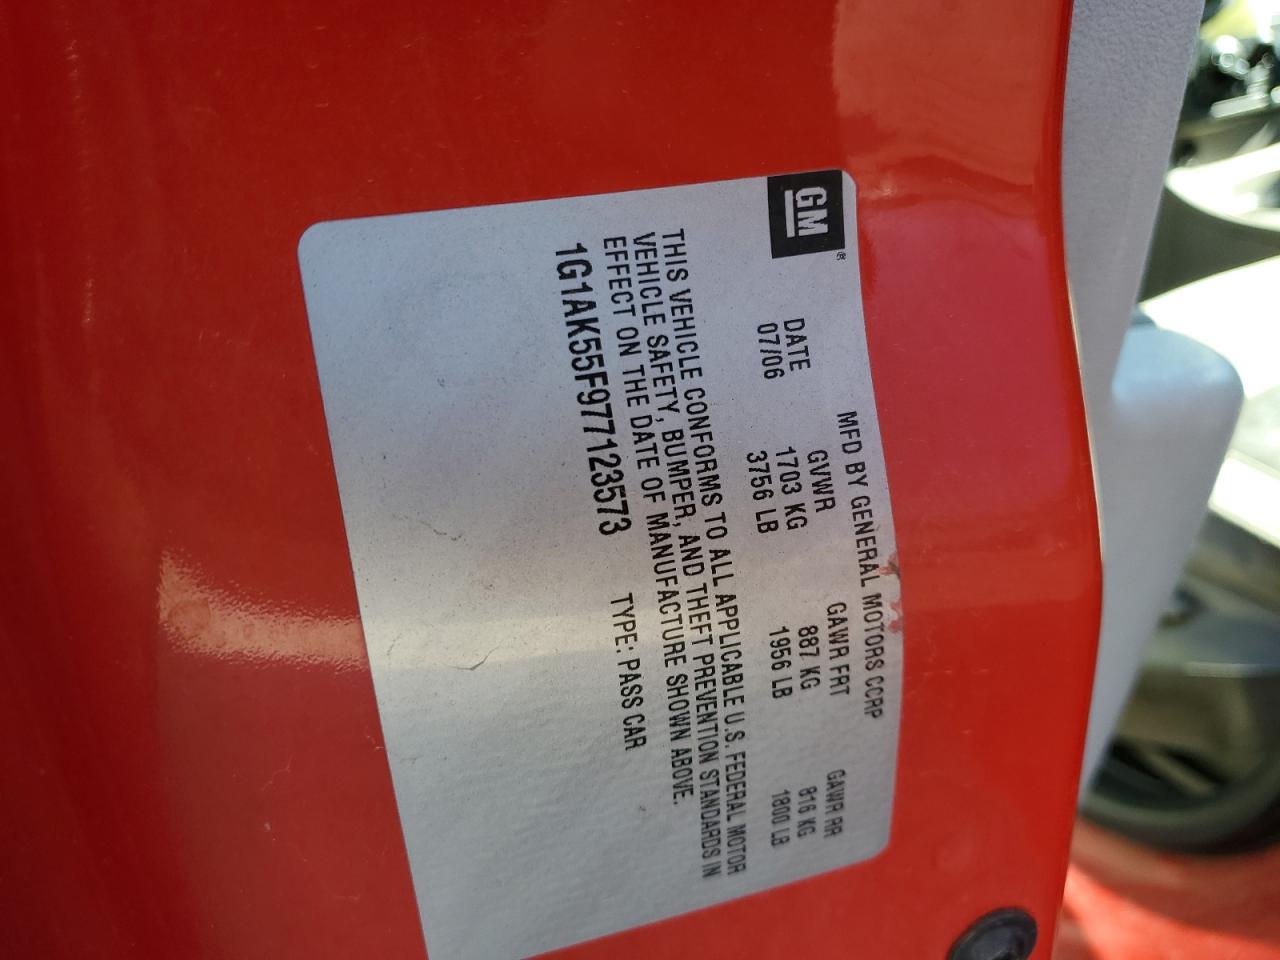 GM®
MFD BY GENERAL MOTORS CORP
DATE GVWR GAWR FRT GAWR RR
07/06 1703 KG 887 KG 816 KG
3756 LB 1956 LB 1800 LB
THIS VEHICLE CONFORMS TO ALL APPLICABLE U.S. FEDERAL MOTOR
VEHICLE SAFETY, BUMPER, AND THEFT PREVENTION STANDARDS IN
EFFECT ON THE DATE OF MANUFACTURE SHOWN ABOVE.
1G1AK55F977123573 TYPE: PASS CAR